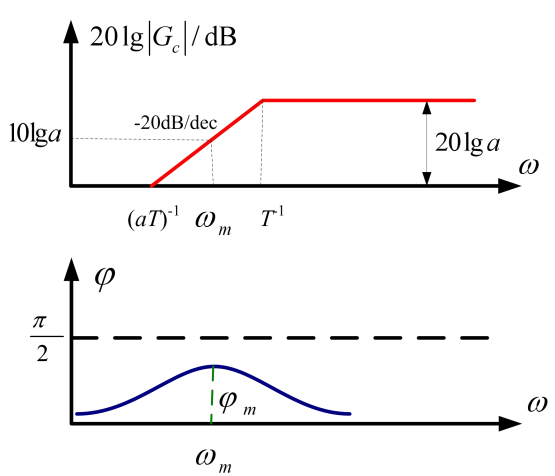 20lg|G_c|/dB
-20dB/dec
10lga
20lga
ω
(aT)^-1 ω_m T^-1
φ
π/2
φ_m
ω
ω_m